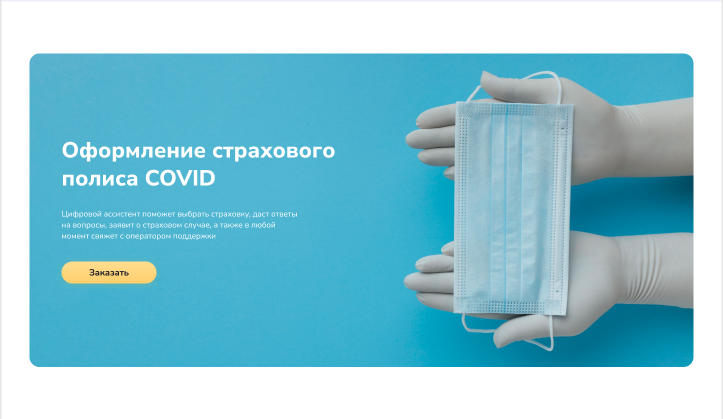 Оформление страхового
полиса COVID
Цифровой ассистент поможет выбрать страховку, даст ответы
на вопросы, заявит о страховом случае, а также в любой
момент свяжет с оператором поддержки
Заказать